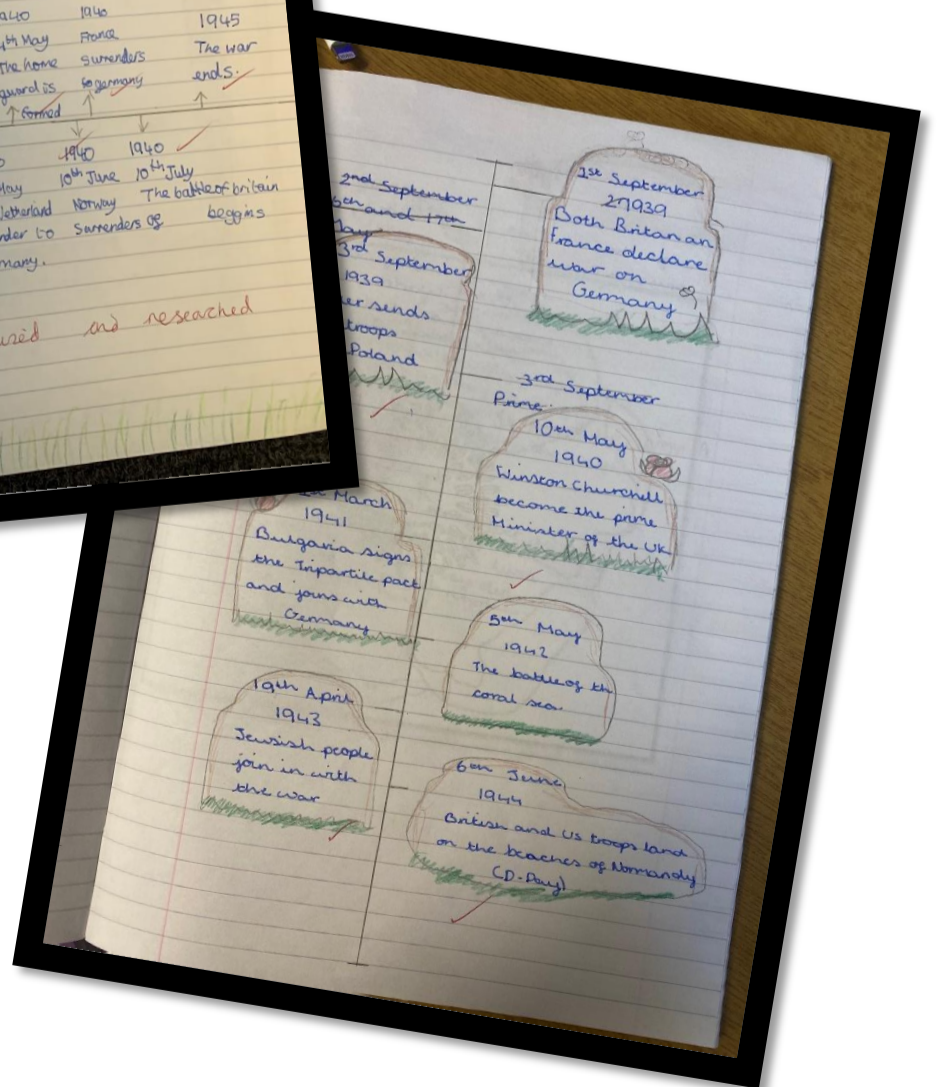 1940
4th May
The home
guard is
formed
1940
France
surrenders
to germany
1945
The war
ends.
May
Netherland
many.
1940
10th June
Norway
Surrenders
1940
10th July
The battle of britain
beggins
and researched
2nd September
and 17th
3rd September
1939
sends
troops
Poland
1st September
1939
Both Britan an
france declare
war on
Germany
3rd September
Prime
10th May
1940
Winston Churchill
become the prime
Minister of the UK
March
1941
Bulgaria signs
the Tripartile pact
and joins with
Germany
5th May
1942
The battle of th
coral sea
19th April
1943
Jewsish people
join in with
the war
6th June
1944
British and US troops land
on the beaches of Normandy
(D-Day)